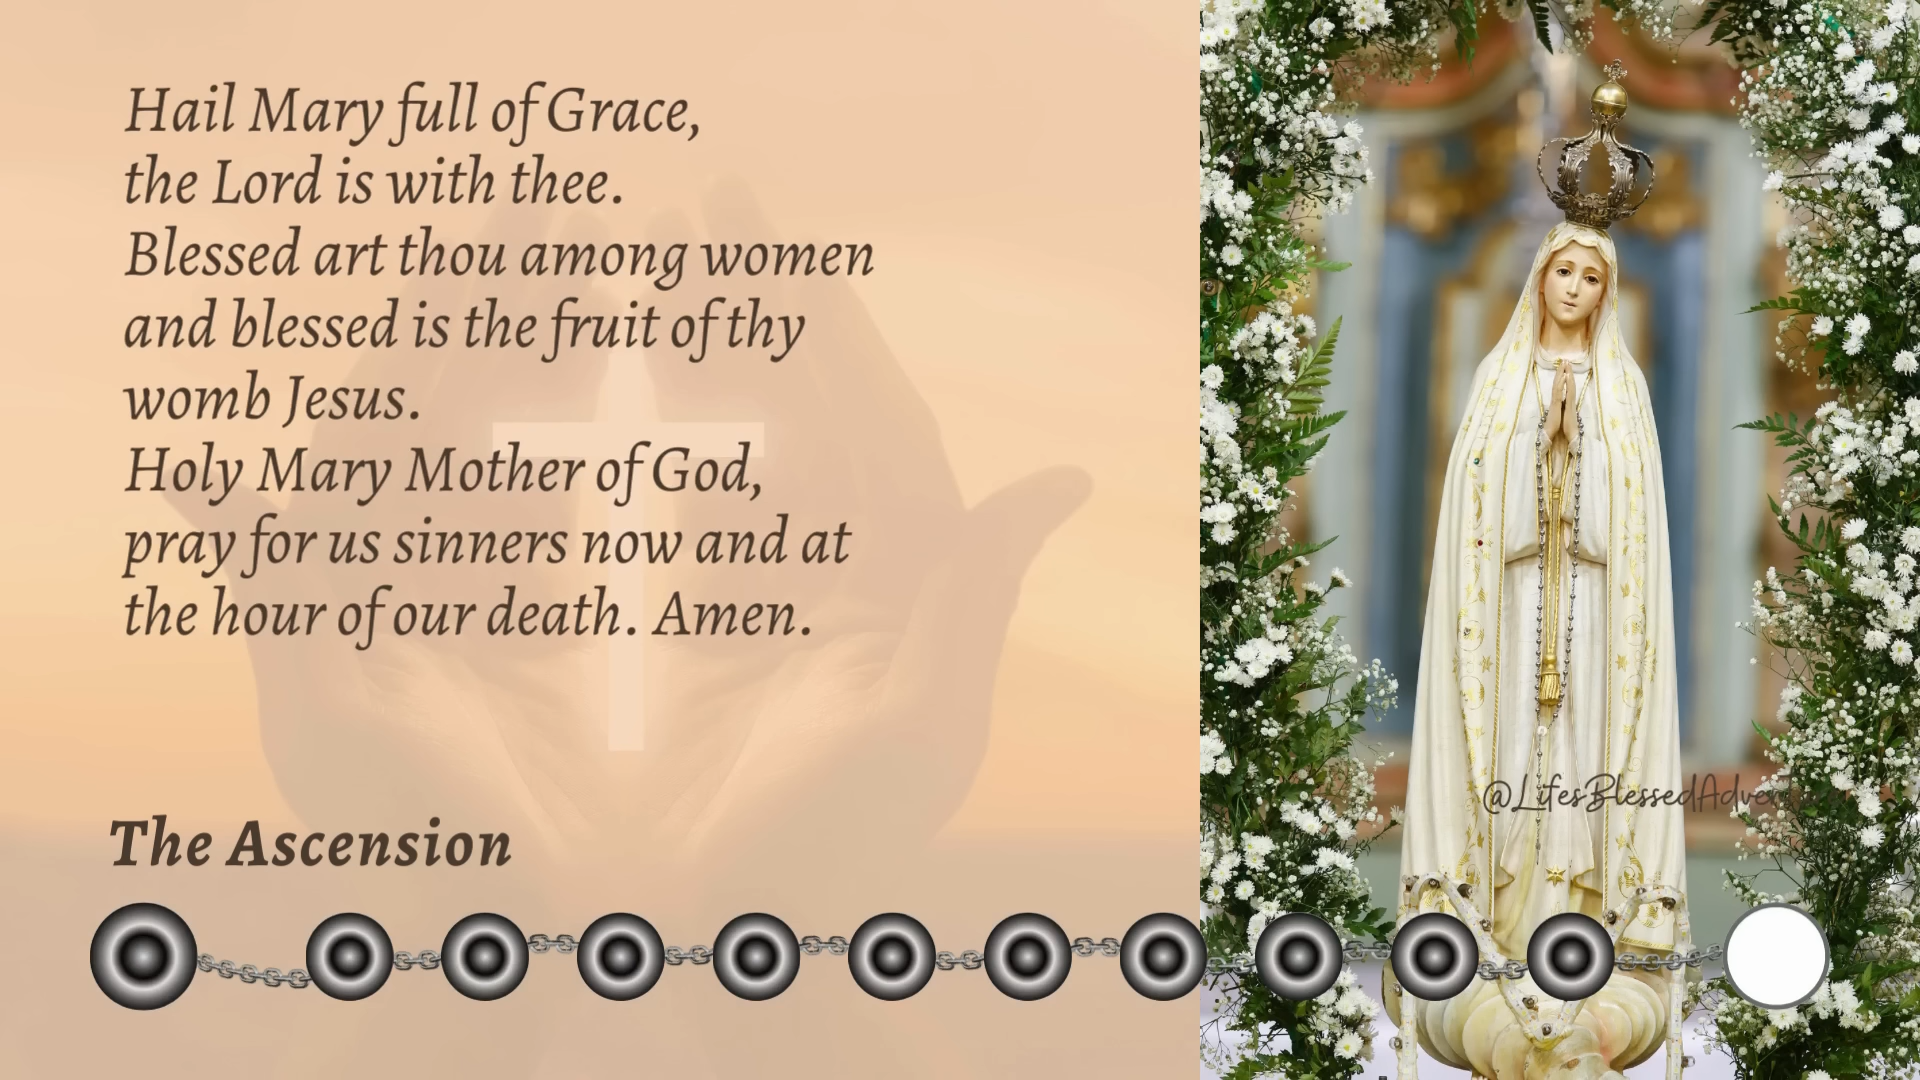 Hail Mary full of Grace,
the Lord is with thee.
Blessed art thou among women
and blessed is the fruit of thy
womb Jesus.
Holy Mary Mother of God,
pray for us sinners now and at
the hour of our death. Amen.
The Ascension